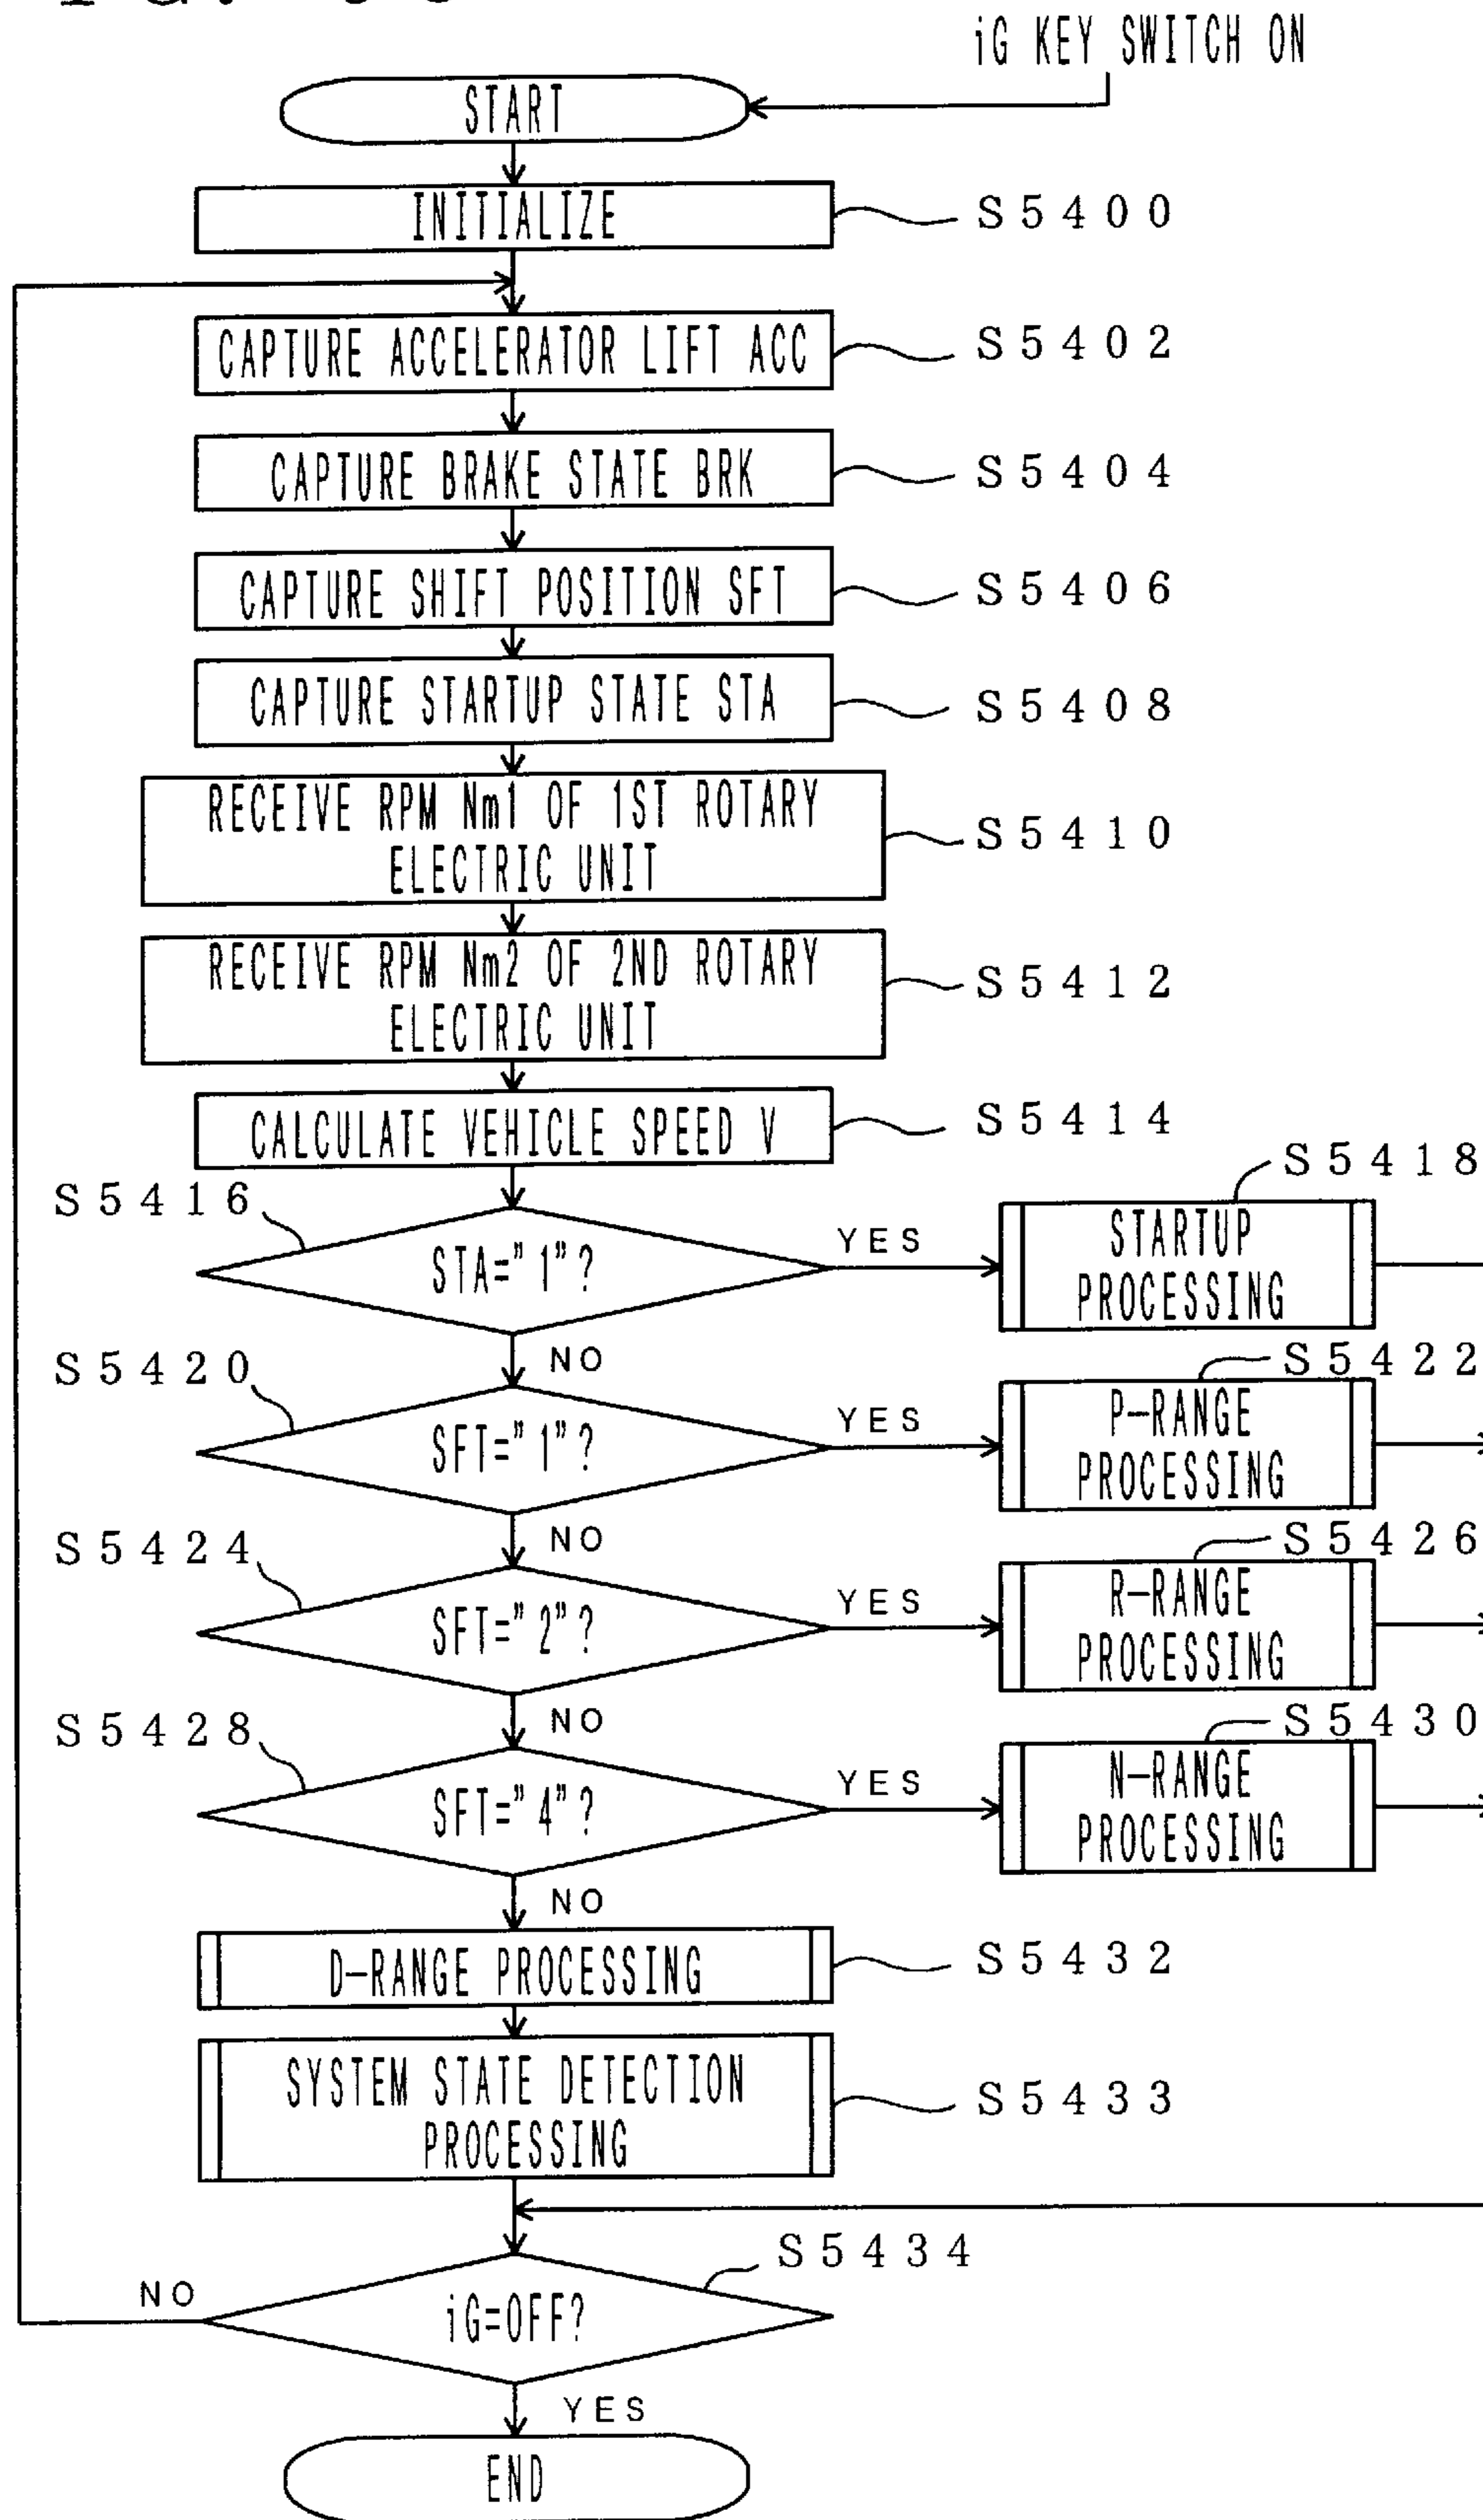 iG KEY SWITCH ON
START
INITIALIZE
S5400
CAPTURE ACCELERATOR LIFT ACC
S5402
CAPTURE BRAKE STATE BRK
S5404
CAPTURE SHIFT POSITION SFT
S5406
CAPTURE STARTUP STATE STA
S5408
RECEIVE RPM Nm1 OF 1ST ROTARY
ELECTRIC UNIT
S5410
RECEIVE RPM Nm2 OF 2ND ROTARY
ELECTRIC UNIT
S5412
CALCULATE VEHICLE SPEED V
S5414
S5416
STA="1"?
YES
S5418
STARTUP
PROCESSING
NO
S5420
SFT="1"?
YES
S5422
P-RANGE
PROCESSING
NO
S5424
SFT="2"?
YES
S5426
R-RANGE
PROCESSING
NO
S5428
SFT="4"?
YES
S5430
N-RANGE
PROCESSING
NO
D-RANGE PROCESSING
S5432
SYSTEM STATE DETECTION
PROCESSING
S5433
S5434
iG=OFF?
NO
YES
END